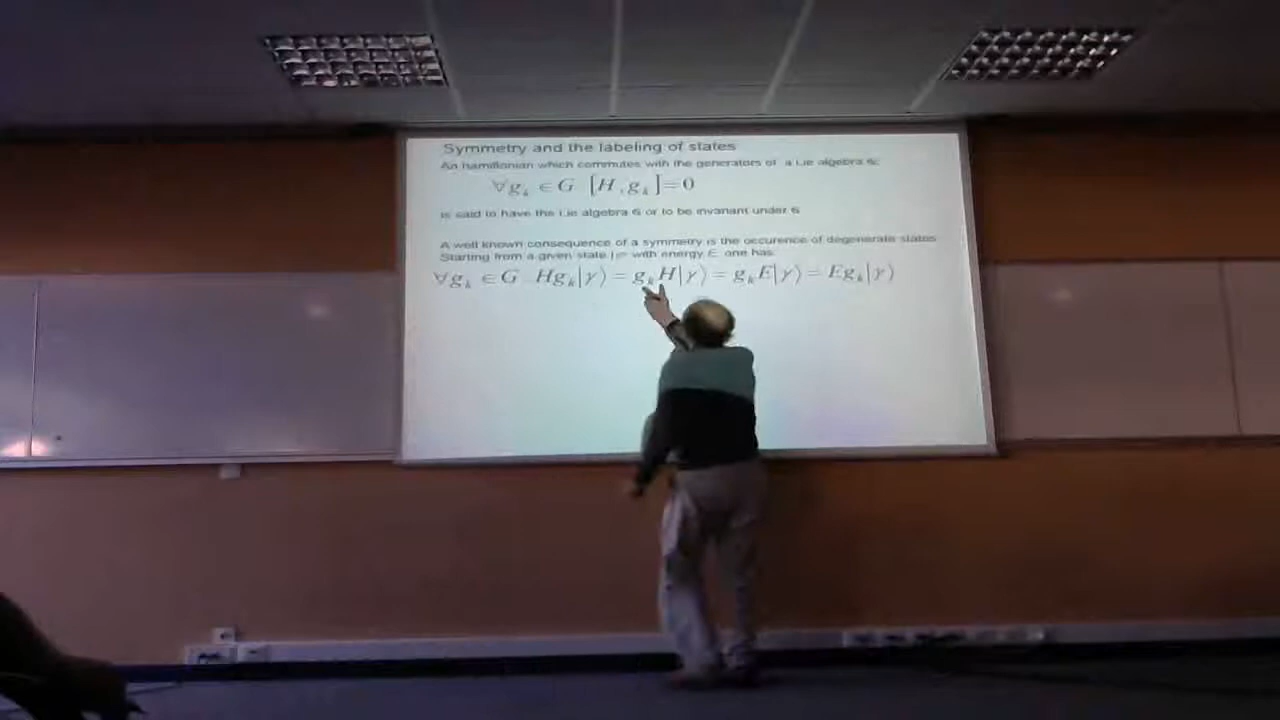 Symmetry and the labeling of states
An hamiltonian which commutes with the generators of a Lie algebra G:
∀g_k ∈ G [H, g_k] = 0
is said to have the Lie algebra G or to be invariant under G
A well known consequence of a symmetry is the occurence of degenerate states
Starting from a given state |γ> with energy E one has:
∀g_k ∈ G Hg_k|γ⟩ = g_kH|γ⟩ = g_kE|γ⟩ = Eg_k|γ⟩